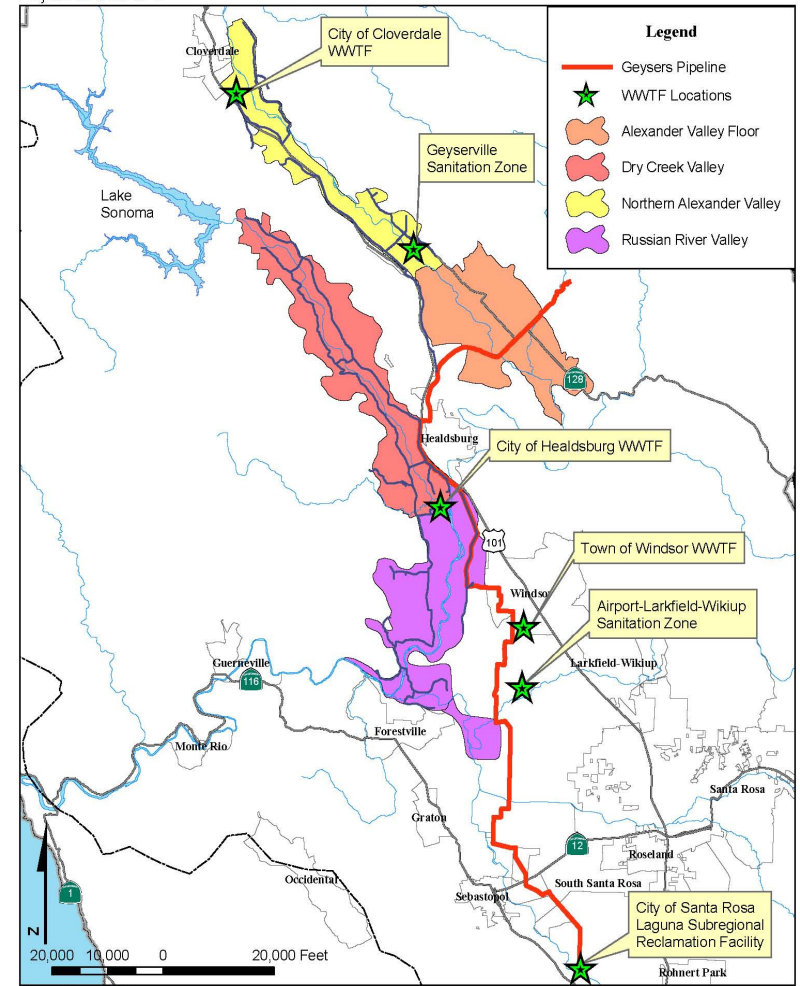 City of Cloverdale
WWTF
Cloverdale
Legend
Geysers Pipeline
WWTF Locations
Alexander Valley Floor
Dry Creek Valley
Northern Alexander Valley
Russian River Valley
Geyserville
Sanitation Zone
Lake
Sonoma
128
Healdsburg
City of Healdsburg WWTF
101
Town of Windsor WWTF
Windsor
Airport-Larkfield-Wikiup
Sanitation Zone
Larkfield-Wikiup
Guerneville
116
Forestville
Monte Rio
Santa Rosa
Graton
12
Roseland
Occidental
South Santa Rosa
Sebastopol
1
City of Santa Rosa
Laguna Subregional
Reclamation Facility
N
20,000 10,000 0 20,000 Feet
Rohnert Park